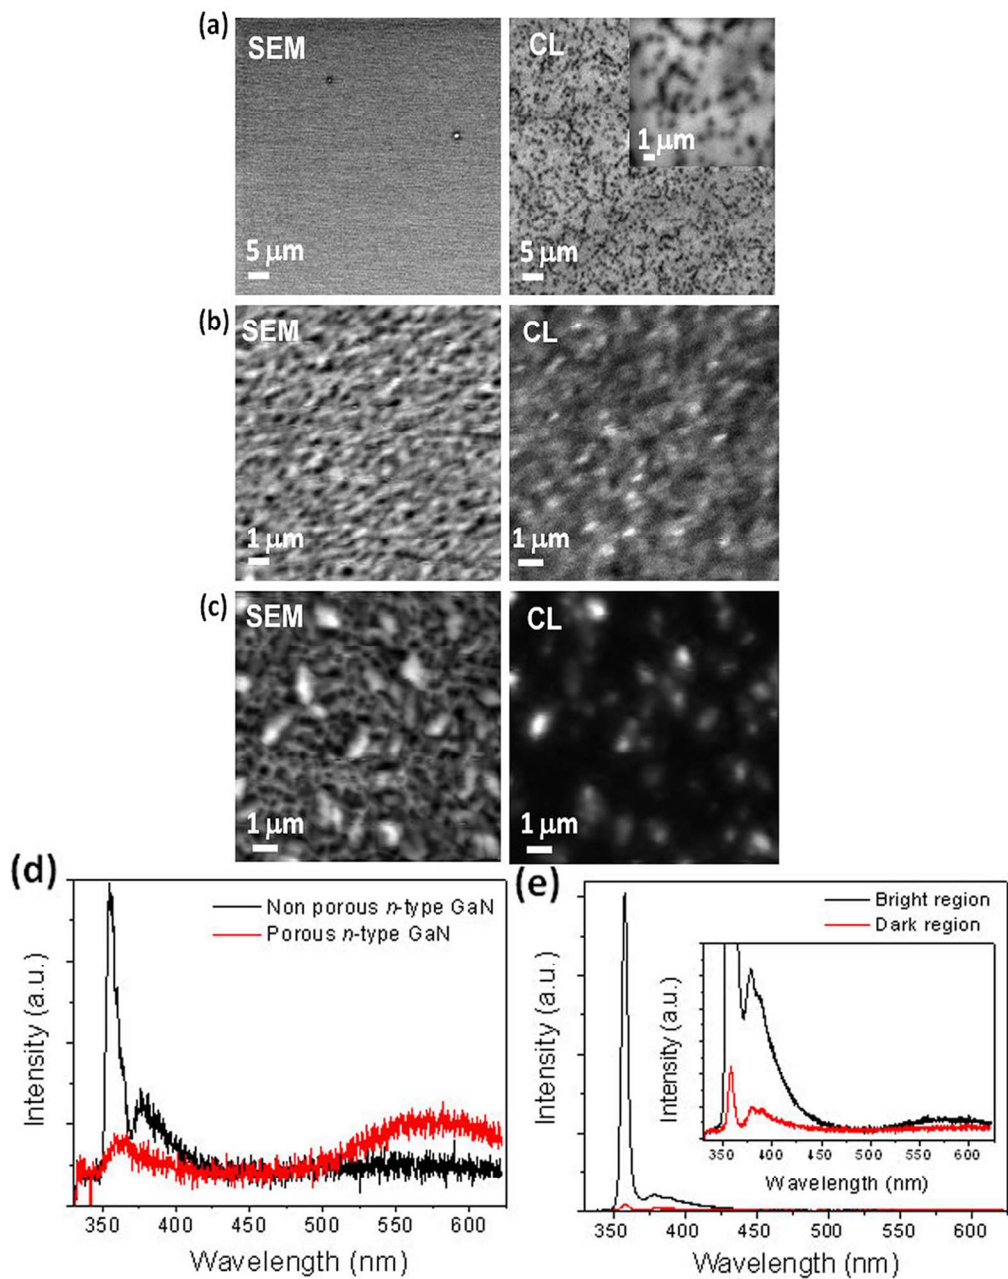 (a)
SEM
5 μm
CL
1 μm
5 μm
(b)
SEM
1 μm
CL
1 μm
(c)
SEM
1 μm
CL
1 μm
(d)
Non porous n-type GaN
Porous n-type GaN
Intensity (a.u.)
350 400 450 500 550 600
Wavelength (nm)
(e)
Bright region
Dark region
Intensity (a.u.)
Intensity (a.u.)
350 400 450 500 550 600
Wavelength (nm)
350 400 450 500 550 600
Wavelength (nm)